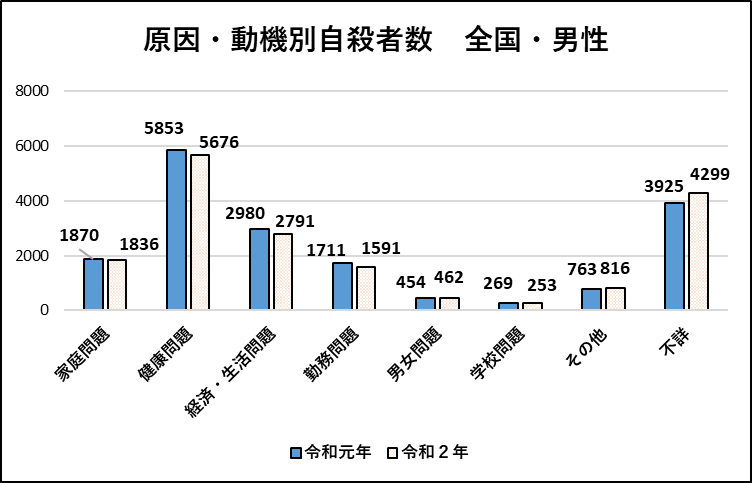 原因・動機別自殺者数　全国・男性
8000
6000
4000
2000
0
1870
1836
5853
5676
2980
2791
1711
1591
454
462
269
253
763
816
3925
4299
家庭問題
健康問題
経済・生活問題
勤務問題
男女問題
学校問題
その他
不詳
令和元年
令和２年